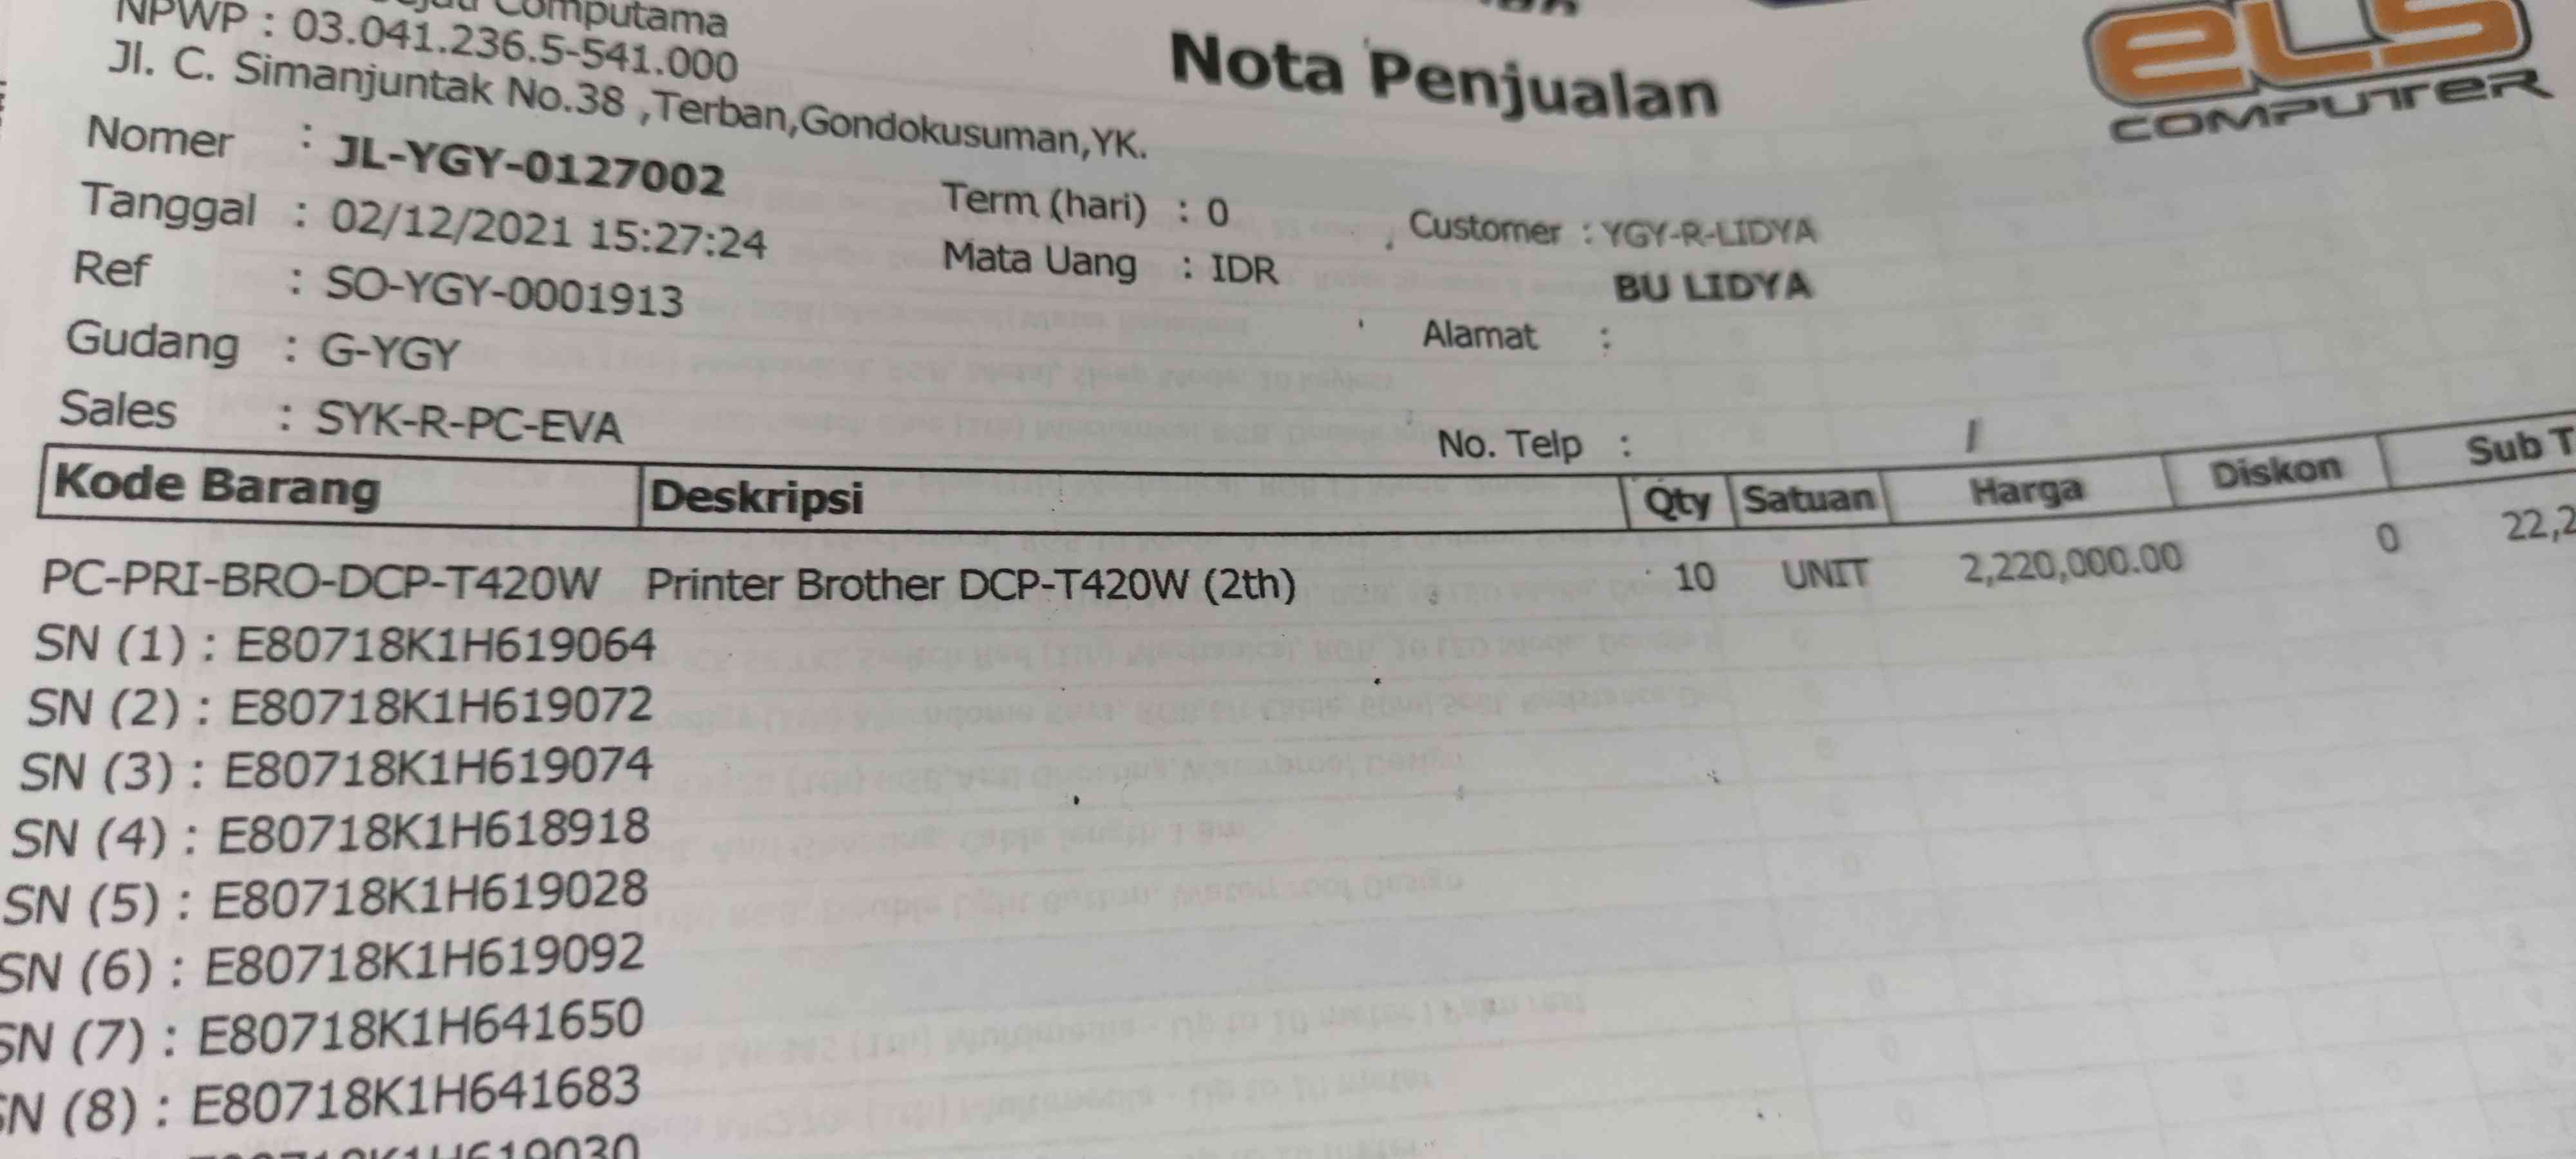 Computama
NPWP : 03.041.236.5-541.000
Jl. C. Simanjuntak No.38 ,Terban,Gondokusuman,YK.
Nota Penjualan
eLS
COMPUTER
Nomer : JL-YGY-0127002
Tanggal : 02/12/2021 15:27:24
Ref : SO-YGY-0001913
Gudang : G-YGY
Sales : SYK-R-PC-EVA
Term (hari) : 0
Mata Uang : IDR
Customer : YGY-R-LIDYA
BU LIDYA
Alamat :
No. Telp : /
Kode Barang Deskripsi Qty Satuan Harga Diskon Sub T
PC-PRI-BRO-DCP-T420W Printer Brother DCP-T420W (2th) 10 UNIT 2,220,000.00 0 22,2
SN (1) : E80718K1H619064
SN (2) : E80718K1H619072
SN (3) : E80718K1H619074
SN (4) : E80718K1H618918
SN (5) : E80718K1H619028
SN (6) : E80718K1H619092
SN (7) : E80718K1H641650
SN (8) : E80718K1H641683
E80718K1H619030